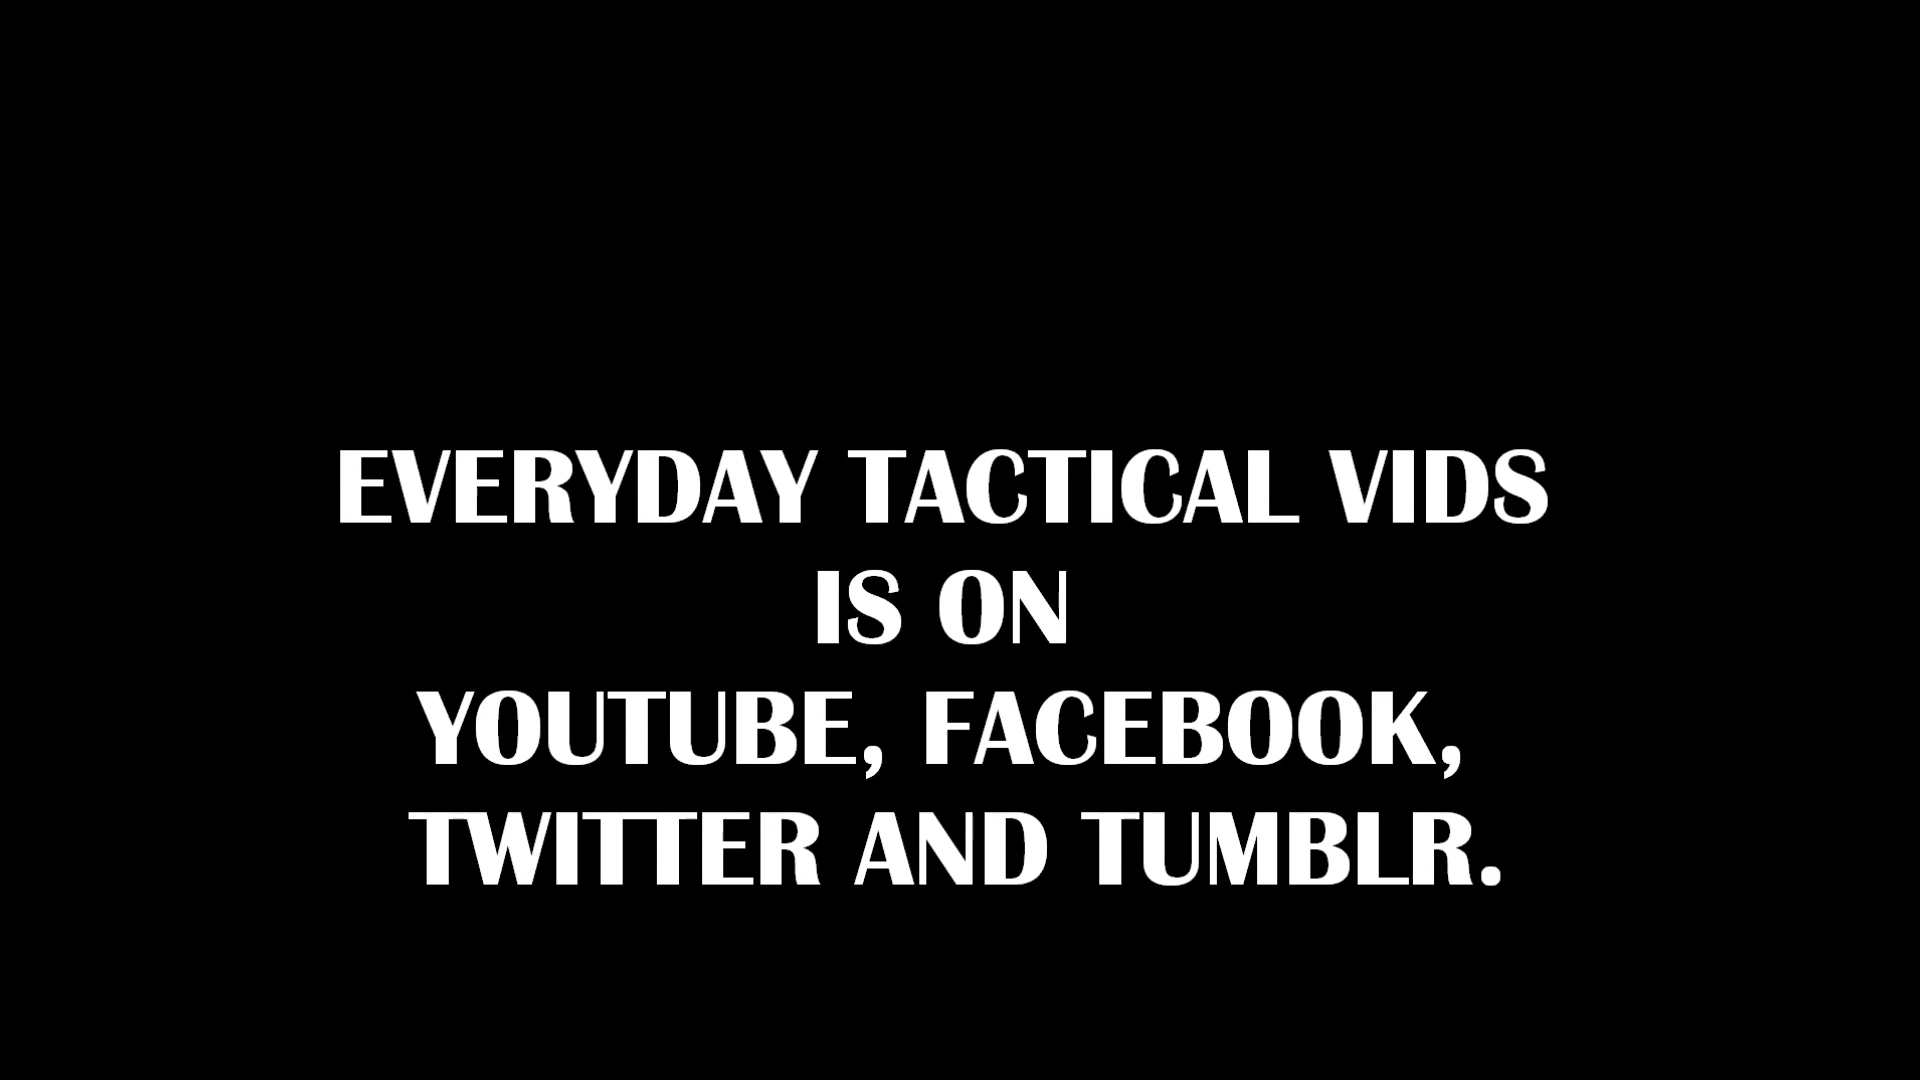 EVERYDAY TACTICAL VIDS
IS ON
YOUTUBE, FACEBOOK,
TWITTER AND TUMBLR.